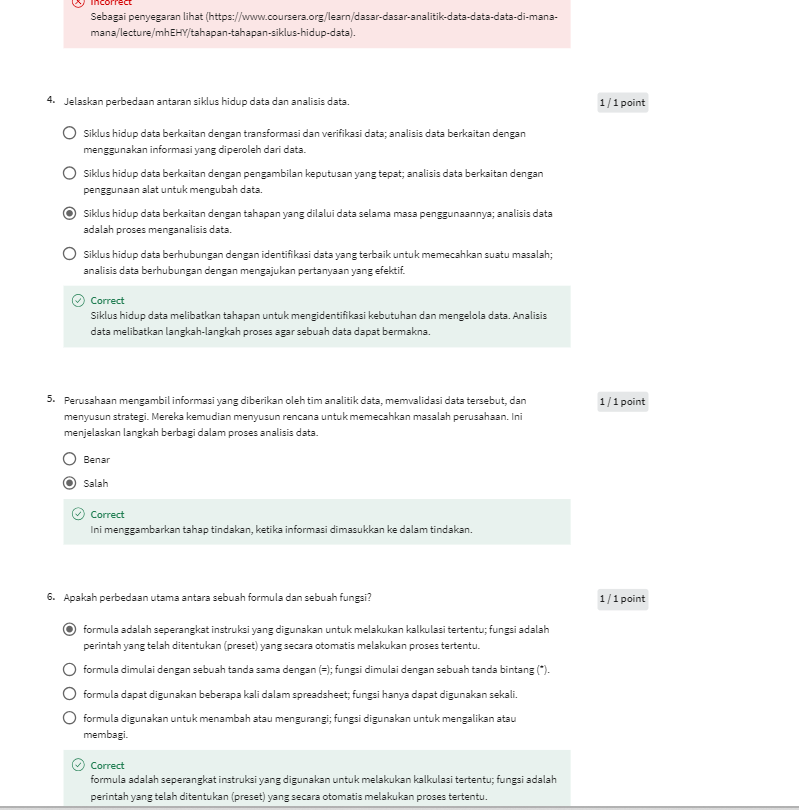 Incorrect
Sebagai penyegaran lihat (https://www.coursera.org/learn/dasar-dasar-analitik-data-data-data-di-mana-
mana/lecture/mhEHY/tahapan-tahapan-siklus-hidup-data).
4. Jelaskan perbedaan antaran siklus hidup data dan analisis data.
1 / 1 point
Siklus hidup data berkaitan dengan transformasi dan verifikasi data; analisis data berkaitan dengan
menggunakan informasi yang diperoleh dari data.
Siklus hidup data berkaitan dengan pengambilan keputusan yang tepat; analisis data berkaitan dengan
penggunaan alat untuk mengubah data.
Siklus hidup data berkaitan dengan tahapan yang dilalui data selama masa penggunaannya; analisis data
adalah proses menganalisis data.
Siklus hidup data berhubungan dengan identifikasi data yang terbaik untuk memecahkan suatu masalah;
analisis data berhubungan dengan mengajukan pertanyaan yang efektif.
Correct
Siklus hidup data melibatkan tahapan untuk mengidentifikasi kebutuhan dan mengelola data. Analisis
data melibatkan langkah-langkah proses agar sebuah data dapat bermakna.
5. Perusahaan mengambil informasi yang diberikan oleh tim analitik data, memvalidasi data tersebut, dan
menyusun strategi. Mereka kemudian menyusun rencana untuk memecahkan masalah perusahaan. Ini
menjelaskan langkah berbagi dalam proses analisis data.
1 / 1 point
Benar
Salah
Correct
Ini menggambarkan tahap tindakan, ketika informasi dimasukkan ke dalam tindakan.
6. Apakah perbedaan utama antara sebuah formula dan sebuah fungsi?
1 / 1 point
formula adalah seperangkat instruksi yang digunakan untuk melakukan kalkulasi tertentu; fungsi adalah
perintah yang telah ditentukan (preset) yang secara otomatis melakukan proses tertentu.
formula dimulai dengan sebuah tanda sama dengan (=); fungsi dimulai dengan sebuah tanda bintang (*).
formula dapat digunakan beberapa kali dalam spreadsheet; fungsi hanya dapat digunakan sekali.
formula digunakan untuk menambah atau mengurangi; fungsi digunakan untuk mengalikan atau
membagi.
Correct
formula adalah seperangkat instruksi yang digunakan untuk melakukan kalkulasi tertentu; fungsi adalah
perintah yang telah ditentukan (preset) yang secara otomatis melakukan proses tertentu.